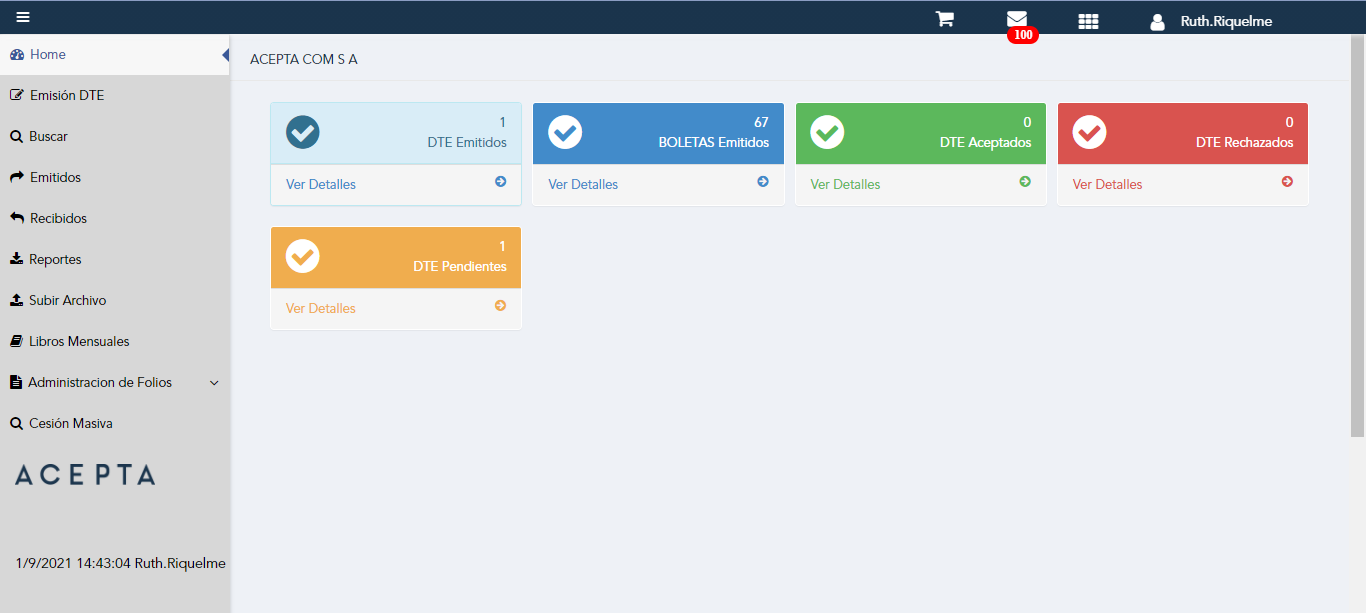 Ruth.Riquelme
100
Home
ACEPTA COM S A
Emisión DTE
Buscar
Emitidos
Recibidos
Reportes
Subir Archivo
Libros Mensuales
Administracion de Folios
Cesión Masiva
ACEPTA
1/9/2021 14:43:04 Ruth.Riquelme
1
DTE Emitidos
Ver Detalles
67
BOLETAS Emitidos
Ver Detalles
0
DTE Aceptados
Ver Detalles
0
DTE Rechazados
Ver Detalles
1
DTE Pendientes
Ver Detalles